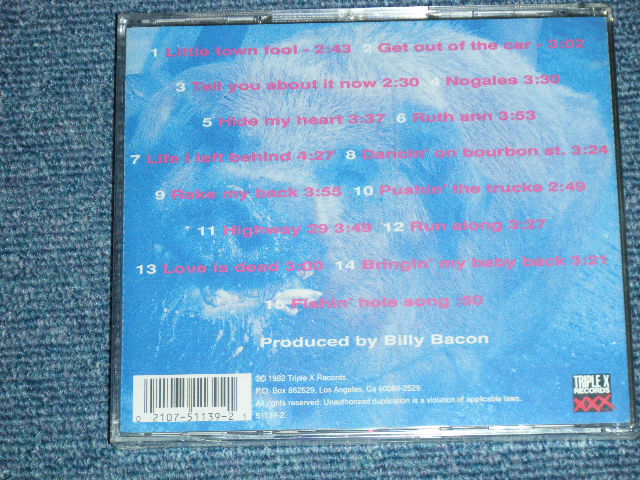 1 Little town fool - 2:43 2 Get out of the car - 3:02
3 Tell you about it now 2:30 4 Nogales 3:30
5 Hide my heart 3:37 6 Ruth ann 3:53
7 Life I left behind 4:27 8 Dancin' on bourbon st. 3:24
9 Rake my back 3:55 10 Pushin' the trucke 2:49
11 Highway 29 3:45 12 Run along 3:37
13 Love is dead 3:00 14 Bringin' my baby back 3:21
15 Fishin' hole song :50
Produced by Billy Bacon
1992 Triple X Records.
P.O. Box 862529, Los Angeles, Ca 90086-2529.
All rights reserved. Unauthorized duplication is a violation of applicable laws.
51139-2
0 2107-51139-2 1
TRIPLE X
RECORDS
XXX